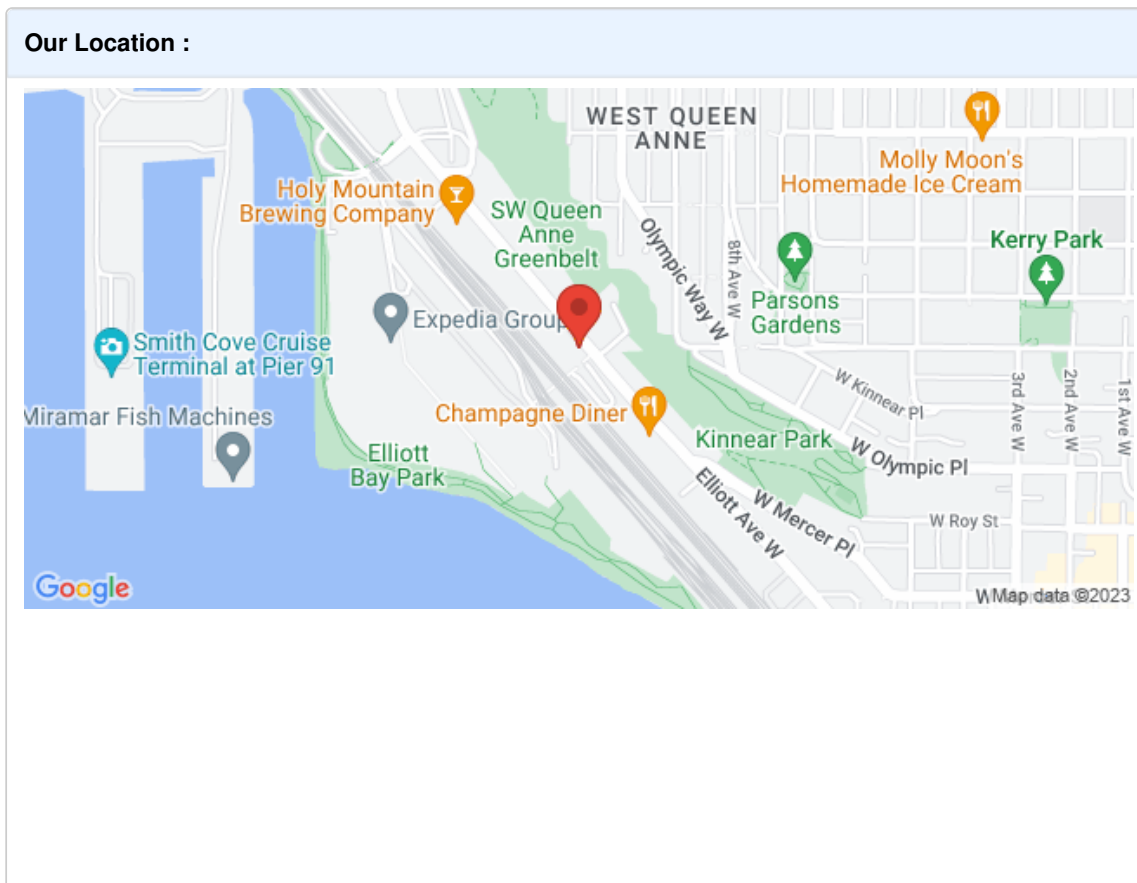 Our Location :
WEST QUEEN
ANNE
Molly Moon's
Homemade Ice Cream
Holy Mountain
Brewing Company
SW Queen
Anne
Greenbelt
Olympic Way W
8th Ave W
Kerry Park
Parsons
Gardens
Expedia Group
Smith Cove Cruise
Terminal at Pier 91
W Kinnear Pl
3rd Ave W
2nd Ave W
1st Ave W
Miramar Fish Machines
Champagne Diner
Kinnear Park
W Olympic Pl
Elliott
Bay Park
Elliott Ave W
W Mercer Pl
W Roy St
Google
Map data ©2023